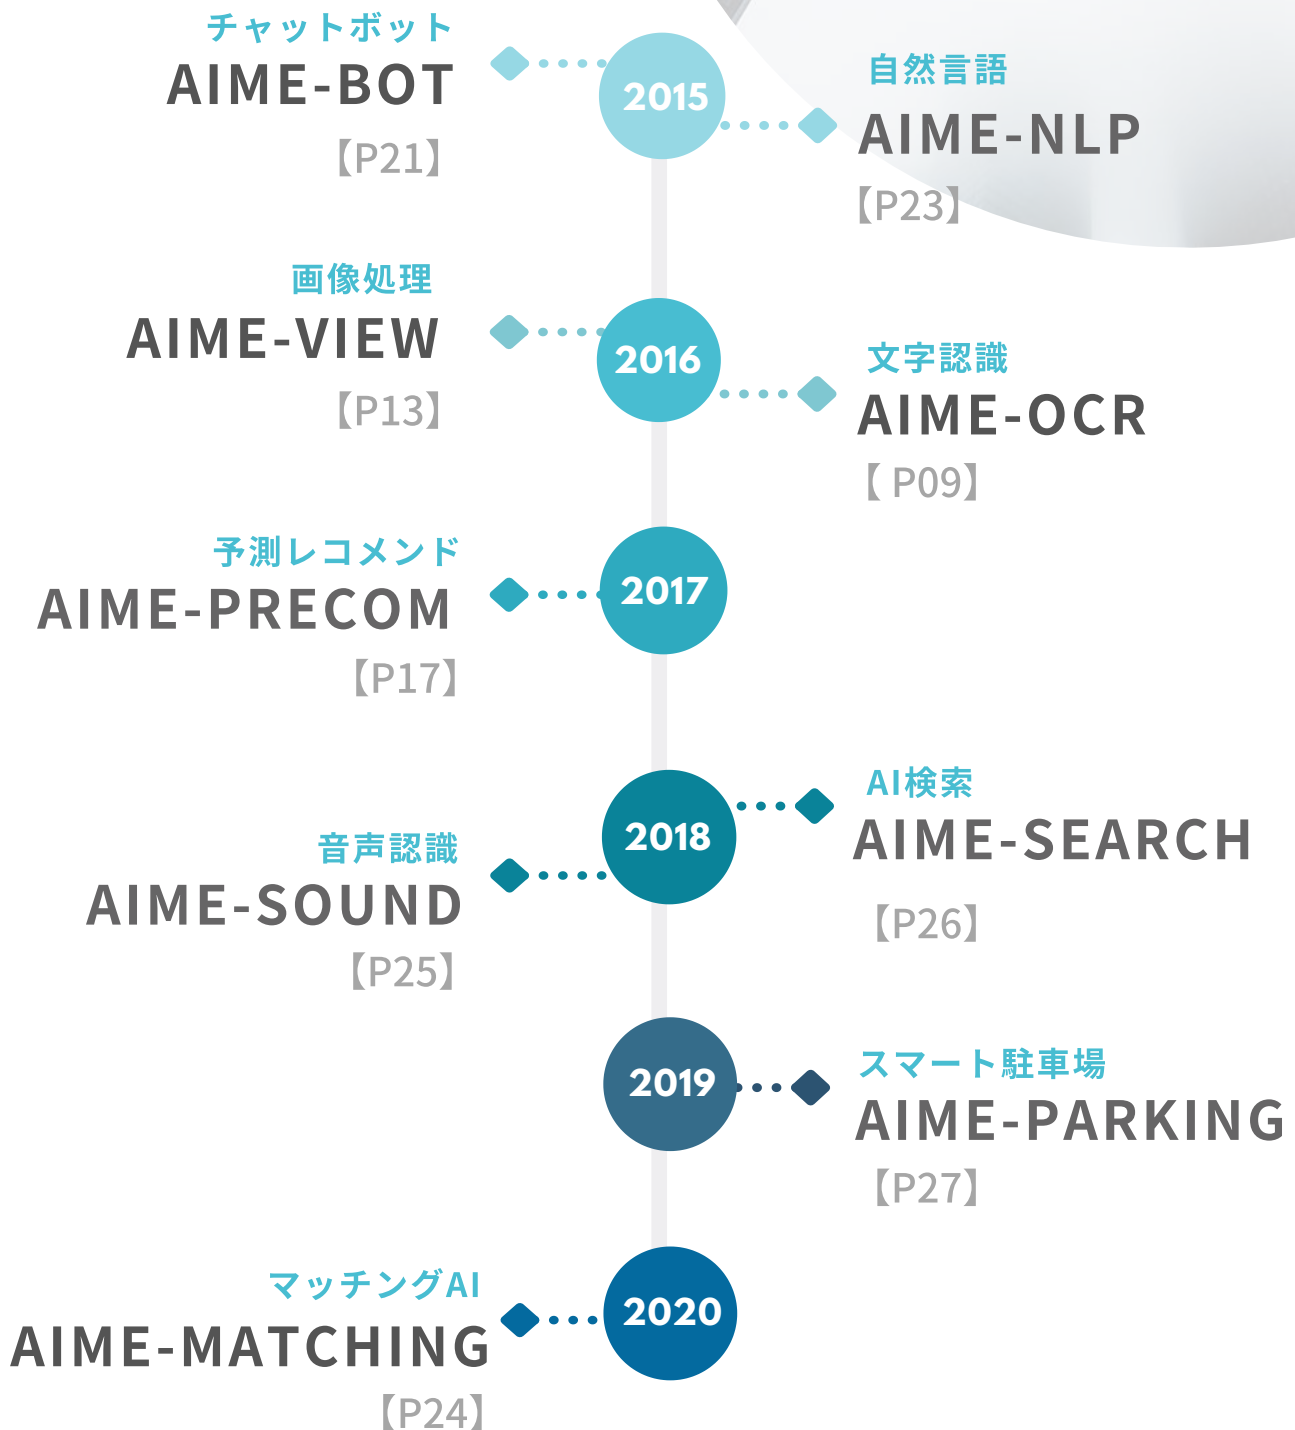 チャットボット
AIME-BOT
【P21】
2015
自然言語
AIME-NLP
【P23】
画像処理
AIME-VIEW
【P13】
2016
文字認識
AIME-OCR
【 P09】
予測レコメンド
AIME-PRECOM
【P17】
2017
2018
AI検索
AIME-SEARCH
【P26】
音声認識
AIME-SOUND
【P25】
2019
スマート駐車場
AIME-PARKING
【P27】
マッチングAI
AIME-MATCHING
【P24】
2020